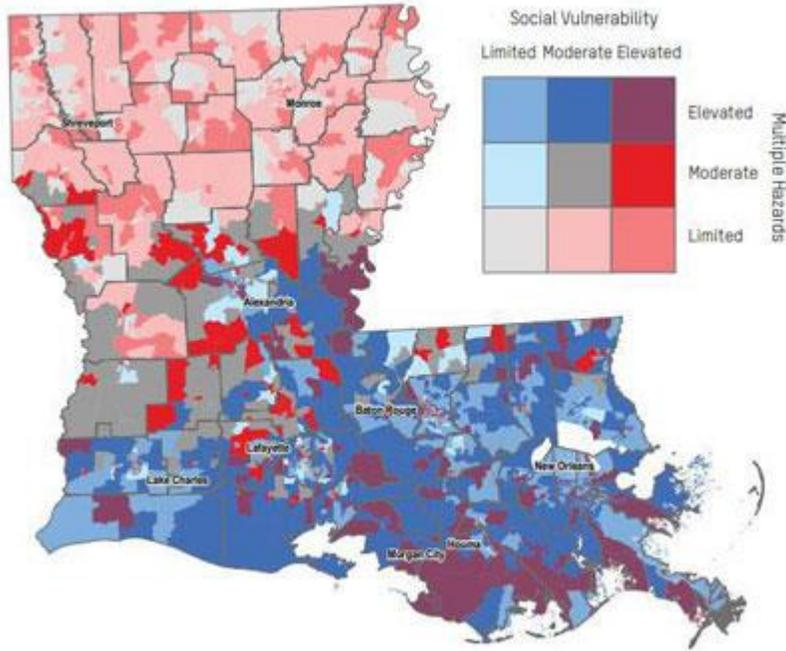 Social Vulnerability
Limited Moderate Elevated
Elevated
Moderate
Limited
Multiple Hazards
Shreveport
Monroe
Alexandria
Baton Rouge
Lafayette
Lake Charles
New Orleans
Houma
Morgan City